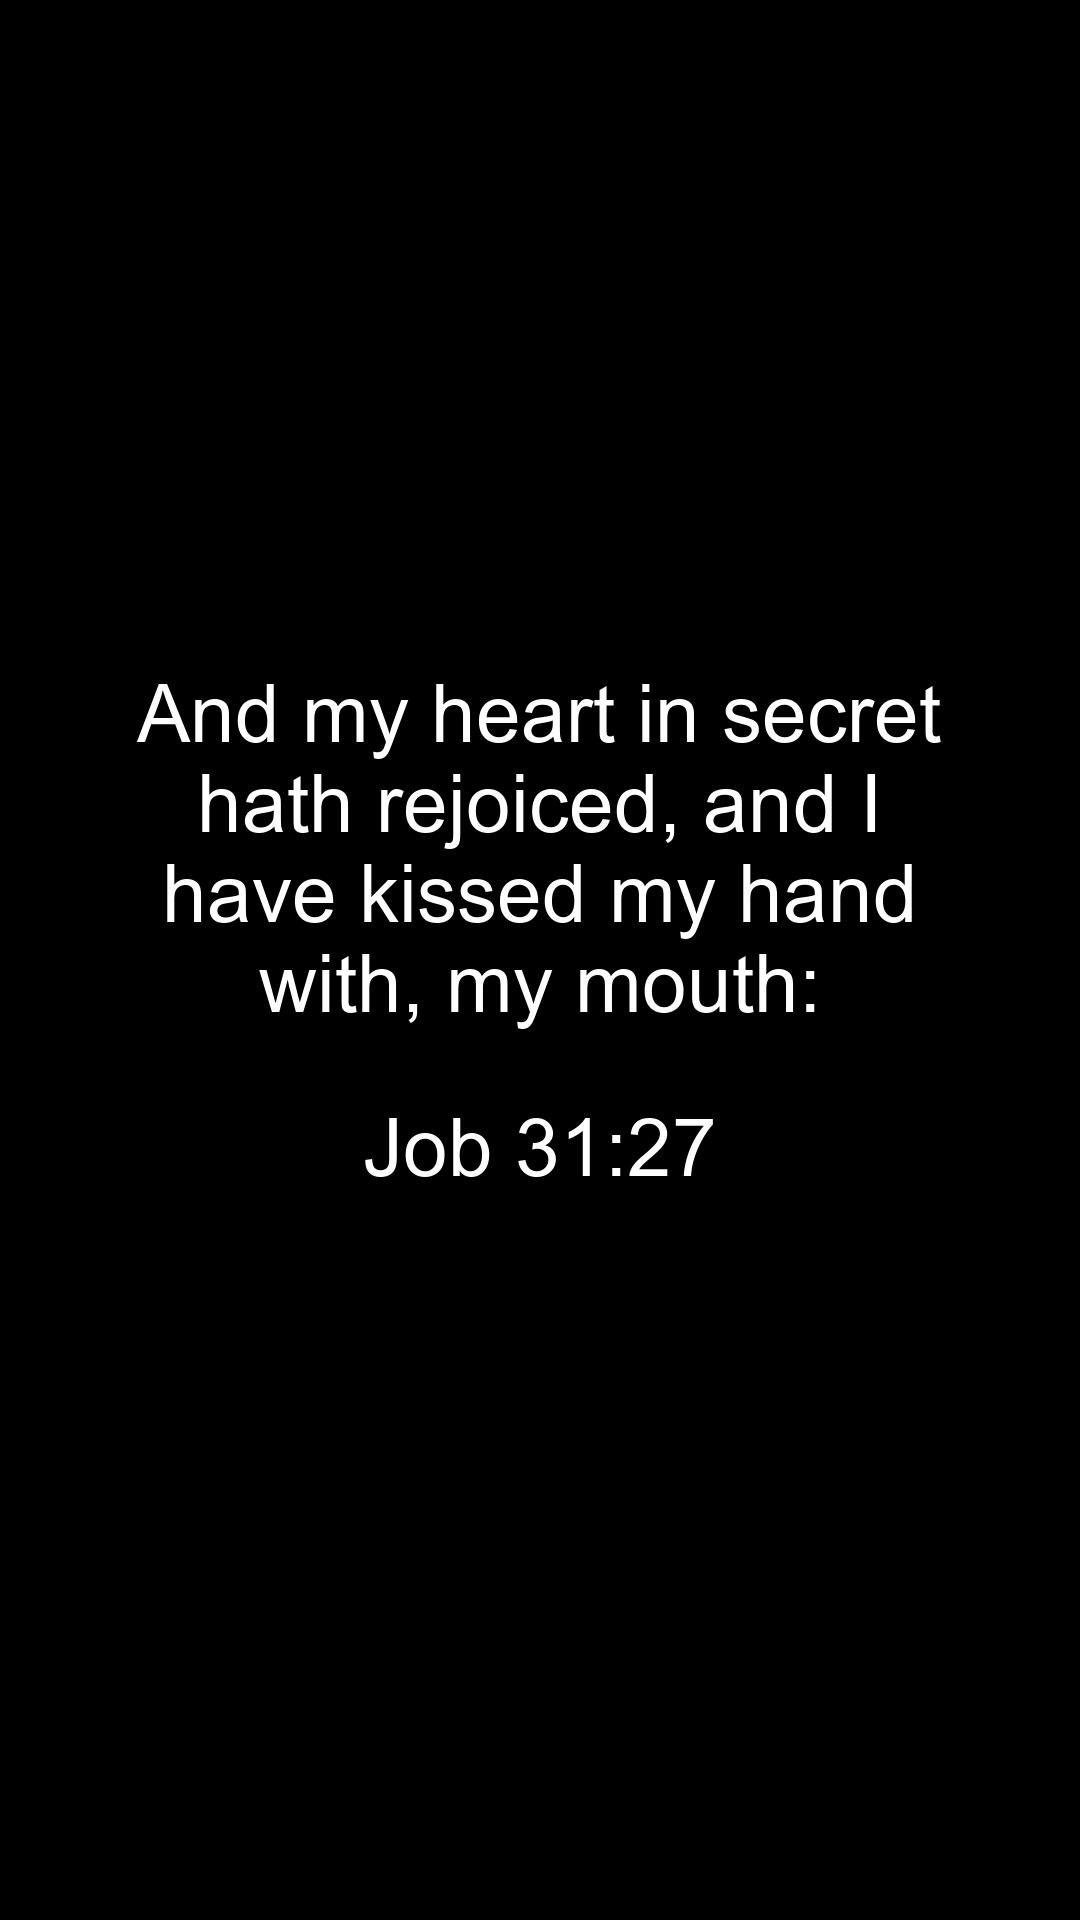 And my heart in secret
hath rejoiced, and I
have kissed my hand
with, my mouth:
Job 31:27